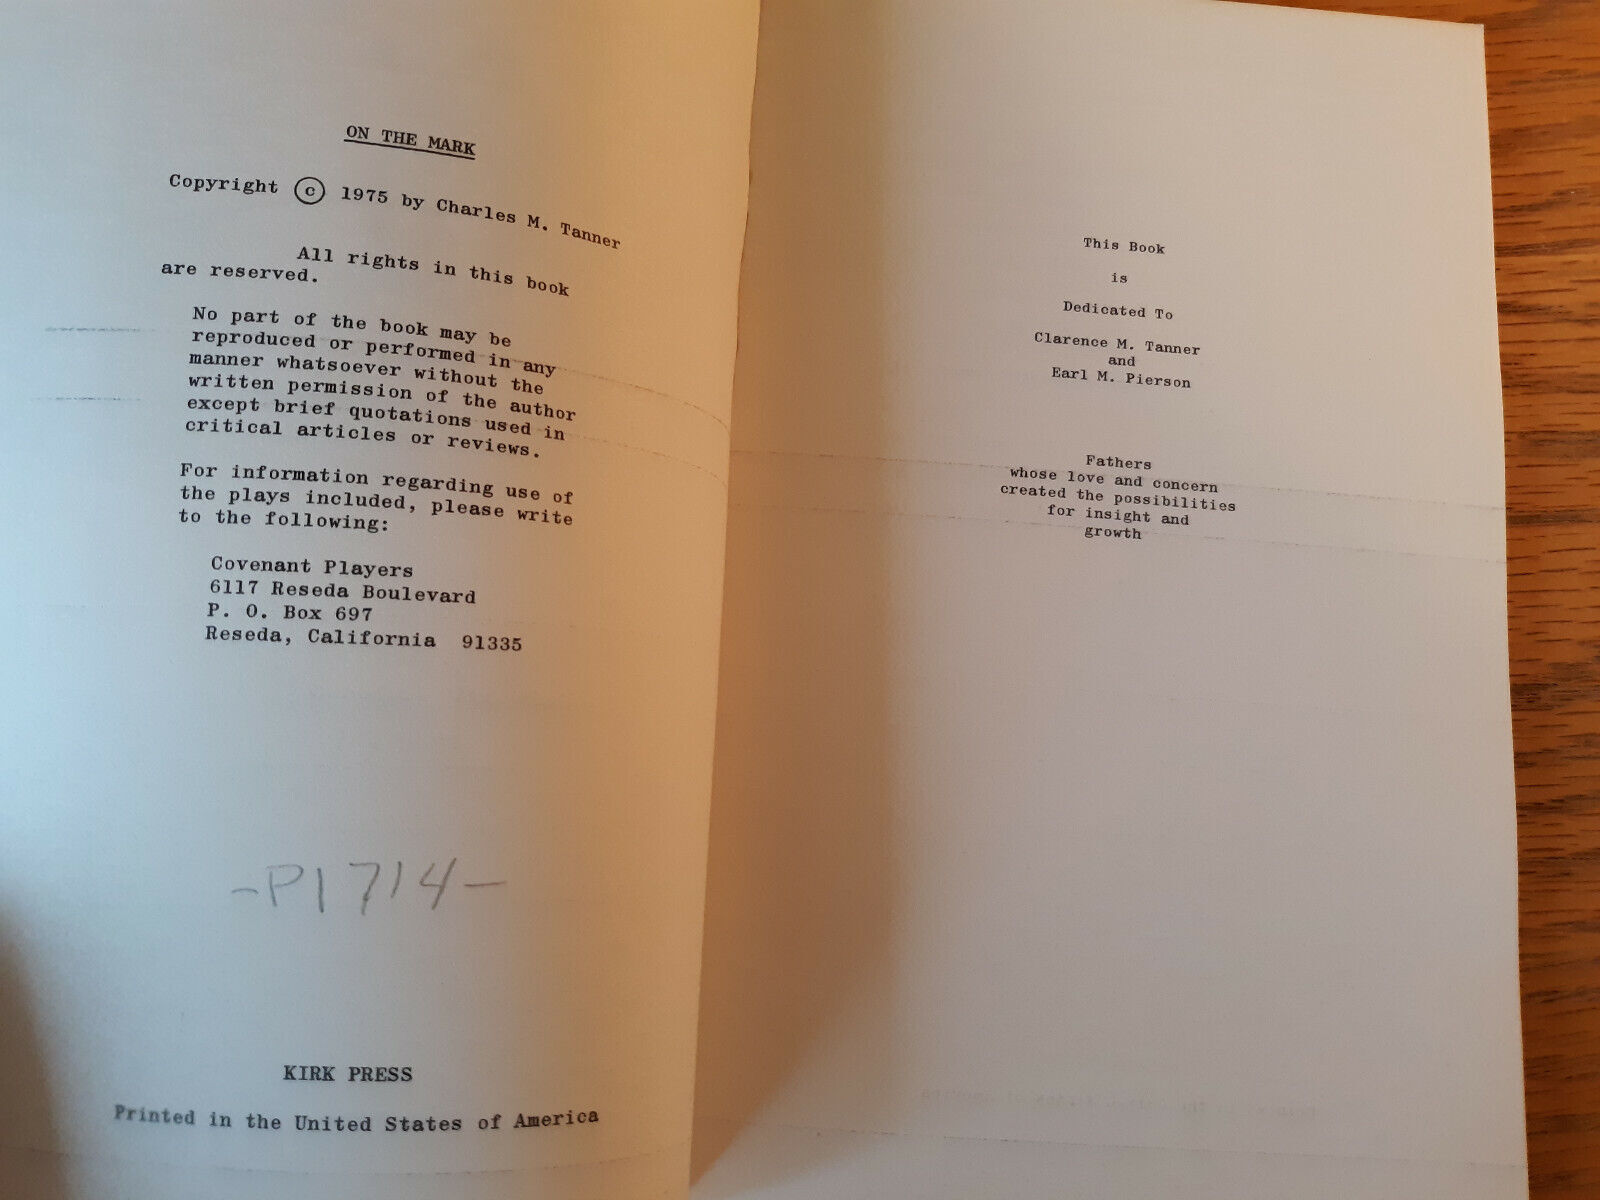 ON THE MARK
Copyright © 1975 by Charles M. Tanner
All rights in this book
are reserved.
No part of the book may be
reproduced or performed in any
manner whatsoever without the
written permission of the author
except brief quotations used in
critical articles or reviews.
For information regarding use of
the plays included, please write
to the following:
Covenant Players
6117 Reseda Boulevard
P. O. Box 697
Reseda, California 91335
-P1714-
KIRK PRESS
Printed in the United States of America
This Book
is
Dedicated To
Clarence M. Tanner
and
Earl M. Pierson
Fathers
whose love and concern
created the possibilities
for insight and
growth